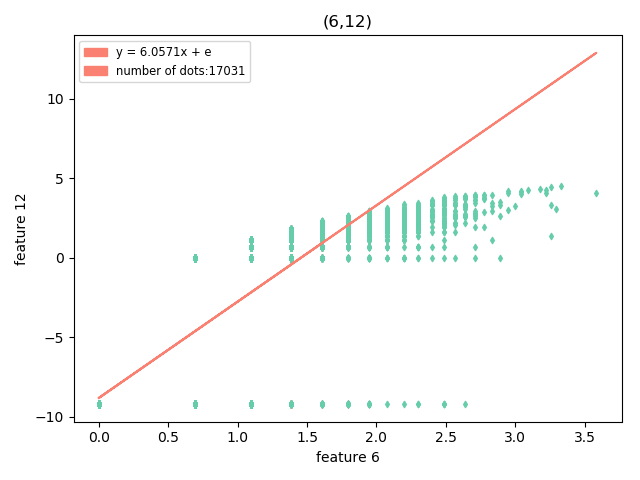 (6,12)
y = 6.0571x + e
number of dots:17031
10
5
0
−5
−10
feature 12
0.0 0.5 1.0 1.5 2.0 2.5 3.0 3.5
feature 6